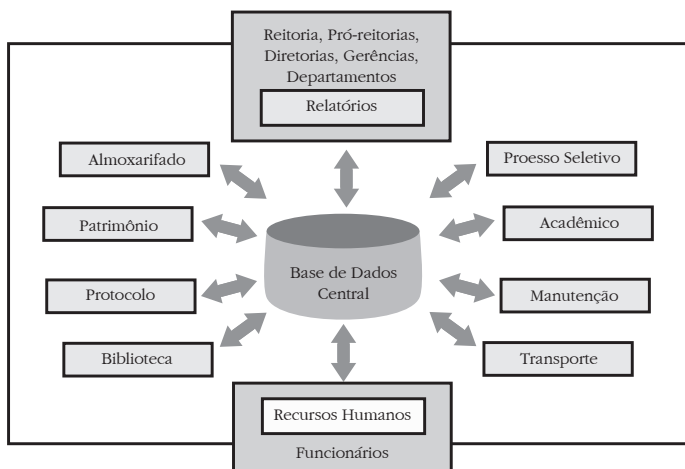 Reitoria, Pró-reitorias,
Diretorias, Gerências,
Departamentos
Relatórios
Almoxarifado
Proesso Seletivo
Patrimônio
Acadêmico
Base de Dados
Central
Protocolo
Manutenção
Biblioteca
Transporte
Recursos Humanos
Funcionários